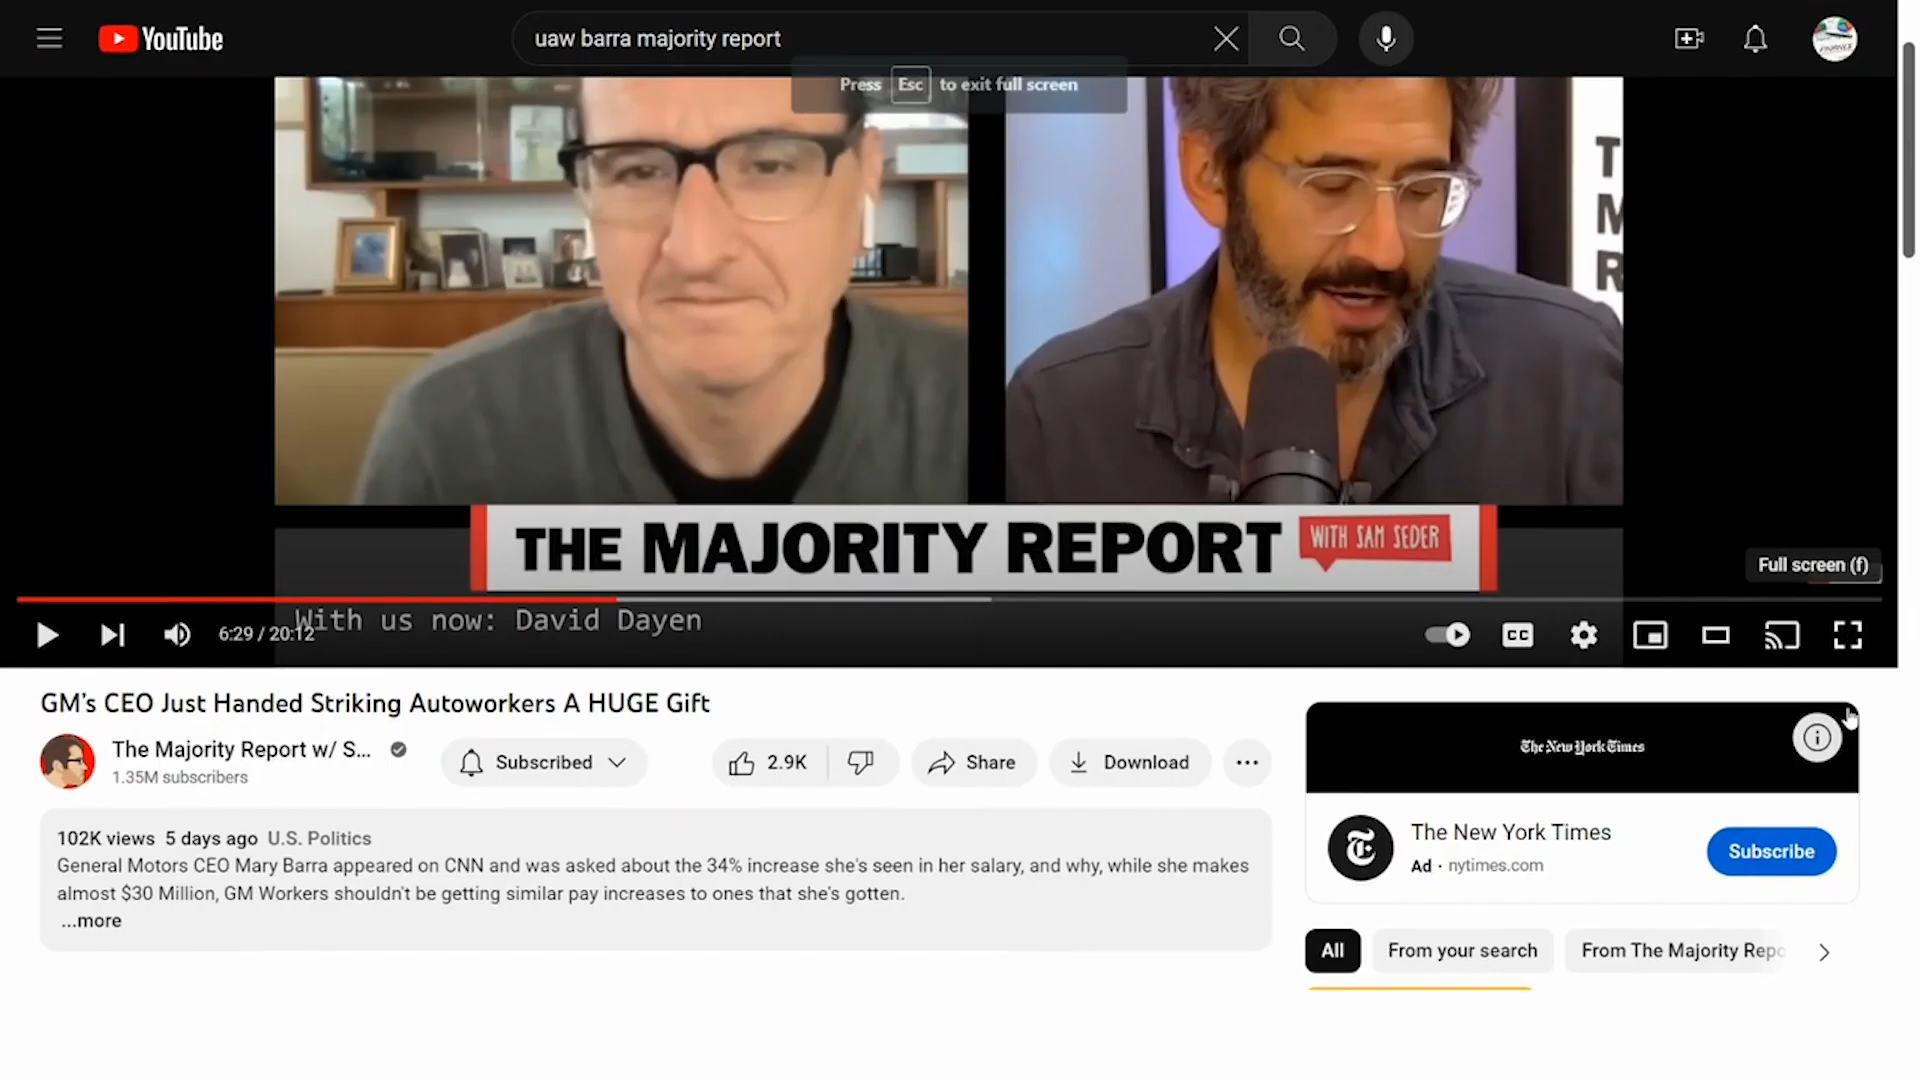 YouTube
uaw barra majority report
Press Esc to exit full screen
T
M
R
THE MAJORITY REPORT WITH SAM SEDER
Full screen (f)
With us now: David Dayen
6:29 / 20:12
CC
GM's CEO Just Handed Striking Autoworkers A HUGE Gift
The Majority Report w/ S...
1.35M subscribers
Subscribed
2.9K
Share
Download
102K views 5 days ago U.S. Politics
General Motors CEO Mary Barra appeared on CNN and was asked about the 34% increase she's seen in her salary, and why, while she makes
almost $30 Million, GM Workers shouldn't be getting similar pay increases to ones that she's gotten.
...more
The New York Times
The New York Times
Ad · nytimes.com
Subscribe
All
From your search
From The Majority Repo